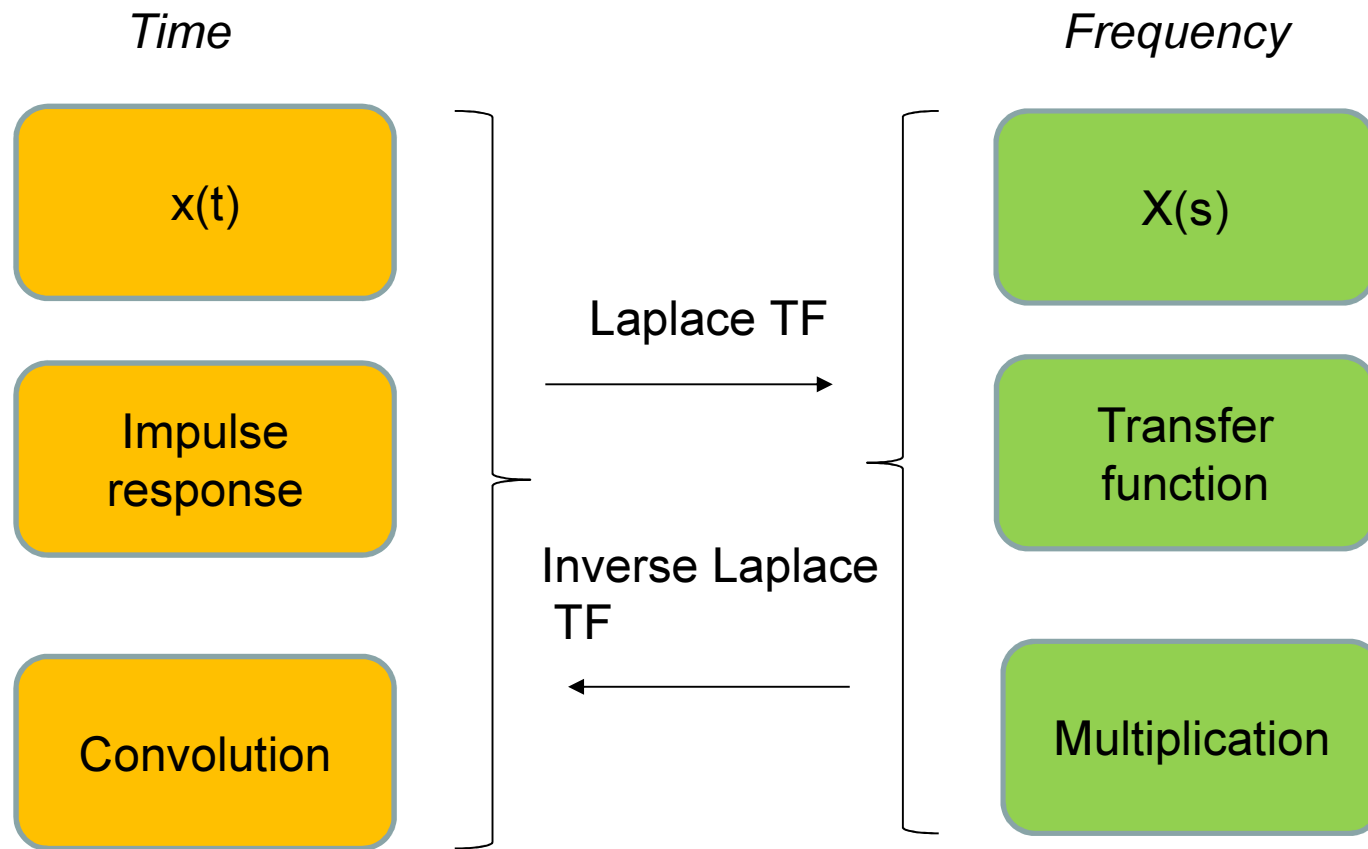 Time
Frequency
x(t)
X(s)
Laplace TF
Impulse
response
Transfer
function
Inverse Laplace
TF
Convolution
Multiplication